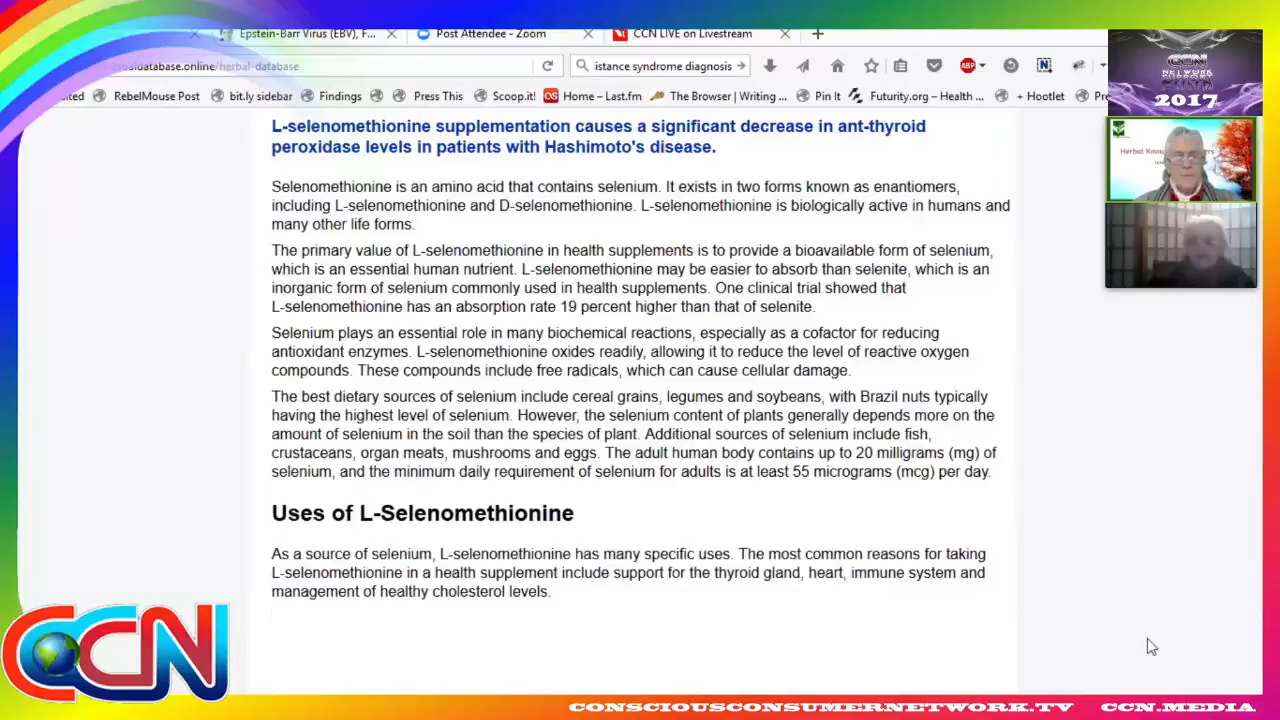 Epstein-Barr Virus (EBV), F...
Post Attendee - Zoom
CCN LIVE on Livestream
baldatabase.online/herbal-database
istance syndrome diagnosis
ABP
RebelMouse Post
bit.ly sidebar
Findings
Press This
Home – Last.fm
The Browser | Writing ...
Pin It
Futurity.org – Health ...
+ Hootlet
CCN
NETWORK
SUPPORT
2017
L-selenomethionine supplementation causes a significant decrease in ant-thyroid
peroxidase levels in patients with Hashimoto's disease.
Selenomethionine is an amino acid that contains selenium. It exists in two forms known as enantiomers,
including L-selenomethionine and D-selenomethionine. L-selenomethionine is biologically active in humans and
many other life forms.
The primary value of L-selenomethionine in health supplements is to provide a bioavailable form of selenium,
which is an essential human nutrient. L-selenomethionine may be easier to absorb than selenite, which is an
inorganic form of selenium commonly used in health supplements. One clinical trial showed that
L-selenomethionine has an absorption rate 19 percent higher than that of selenite.
Selenium plays an essential role in many biochemical reactions, especially as a cofactor for reducing
antioxidant enzymes. L-selenomethionine oxides readily, allowing it to reduce the level of reactive oxygen
compounds. These compounds include free radicals, which can cause cellular damage.
The best dietary sources of selenium include cereal grains, legumes and soybeans, with Brazil nuts typically
having the highest level of selenium. However, the selenium content of plants generally depends more on the
amount of selenium in the soil than the species of plant. Additional sources of selenium include fish,
crustaceans, organ meats, mushrooms and eggs. The adult human body contains up to 20 milligrams (mg) of
selenium, and the minimum daily requirement of selenium for adults is at least 55 micrograms (mcg) per day.
Uses of L-Selenomethionine
As a source of selenium, L-selenomethionine has many specific uses. The most common reasons for taking
L-selenomethionine in a health supplement include support for the thyroid gland, heart, immune system and
management of healthy cholesterol levels.
CCN
CONSCIOUSCONSUMERNETWORK.TV CCN.MEDIA